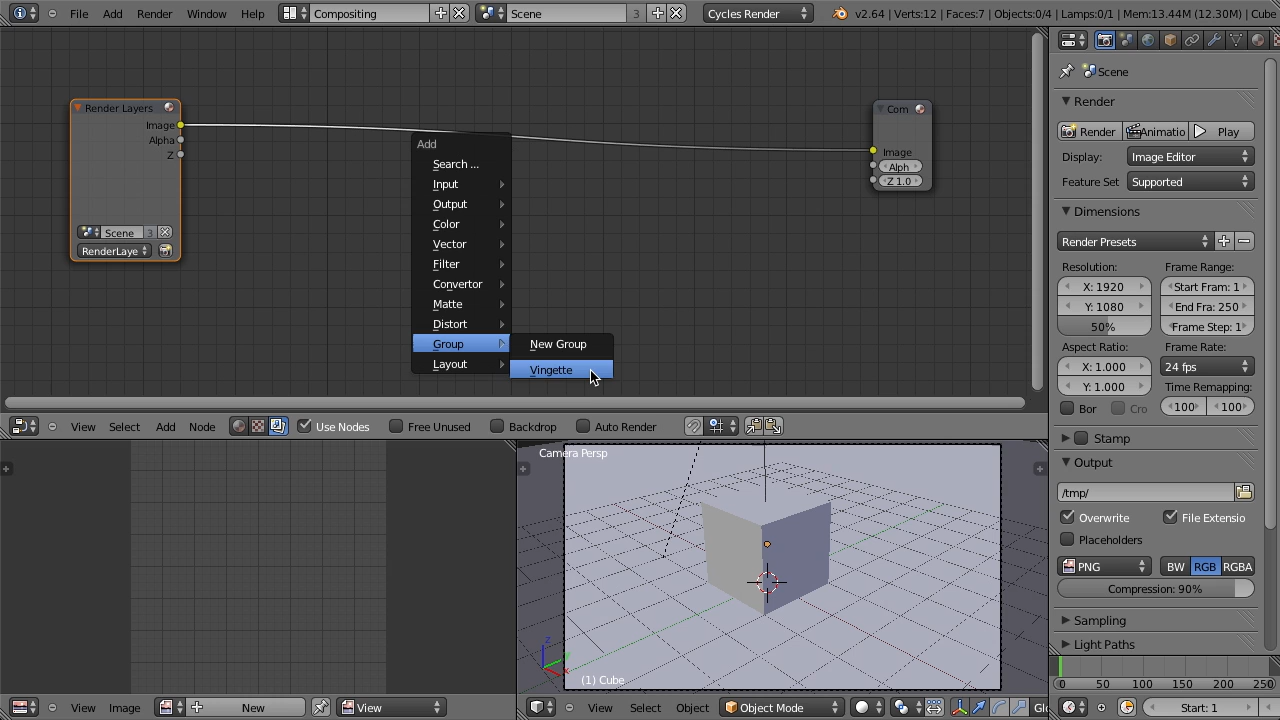 File Add Render Window Help Compositing Scene 3 Cycles Render v2.64 | Verts:12 | Faces:7 | Objects:0/4 | Lamps:0/1 | Mem:13.44M (12.30M) | Cube
Render Layers
Image
Alpha
Z
Scene 3
RenderLaye
Add
Search ...
Input
Output
Color
Vector
Filter
Convertor
Matte
Distort
Group
Layout
New Group
Vingette
Com
Image
Alph
Z 1.0
View Select Add Node Use Nodes Free Unused Backdrop Auto Render
View Image New View
Camera Persp
z
(1) Cube
View Select Object Object Mode
Scene
Render
Render Animatio Play
Display: Image Editor
Feature Set Supported
Dimensions
Render Presets
Resolution: Frame Range:
X: 1920 Start Fram: 1
Y: 1080 End Fra: 250
50% Frame Step: 1
Aspect Ratio: Frame Rate:
X: 1.000 24 fps
Y: 1.000 Time Remapping:
Bor Cro 100 100
Stamp
Output
/tmp/
Overwrite File Extensio
Placeholders
PNG BW RGB RGBA
Compression: 90%
Sampling
Light Paths
0 50 100 150 200 250
Start: 1